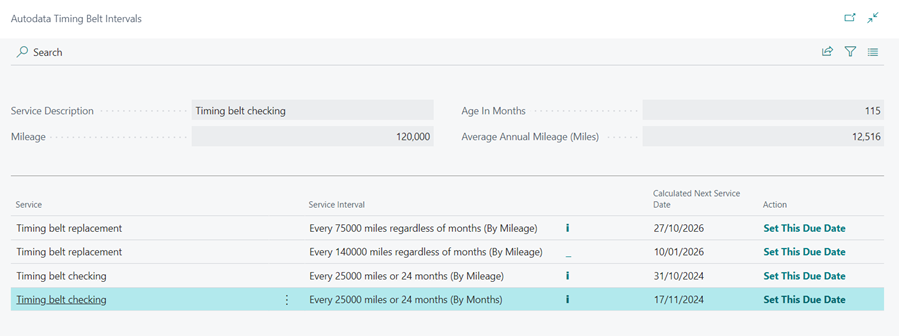 Autodata Timing Belt Intervals
Search
Service Description Timing belt checking Age In Months 115
Mileage 120,000 Average Annual Mileage (Miles) 12,516
Service Service Interval Calculated Next Service Date Action
Timing belt replacement Every 75000 miles regardless of months (By Mileage) i 27/10/2026 Set This Due Date
Timing belt replacement Every 140000 miles regardless of months (By Mileage) _ 10/01/2026 Set This Due Date
Timing belt checking Every 25000 miles or 24 months (By Mileage) i 31/10/2024 Set This Due Date
Timing belt checking Every 25000 miles or 24 months (By Months) i 17/11/2024 Set This Due Date